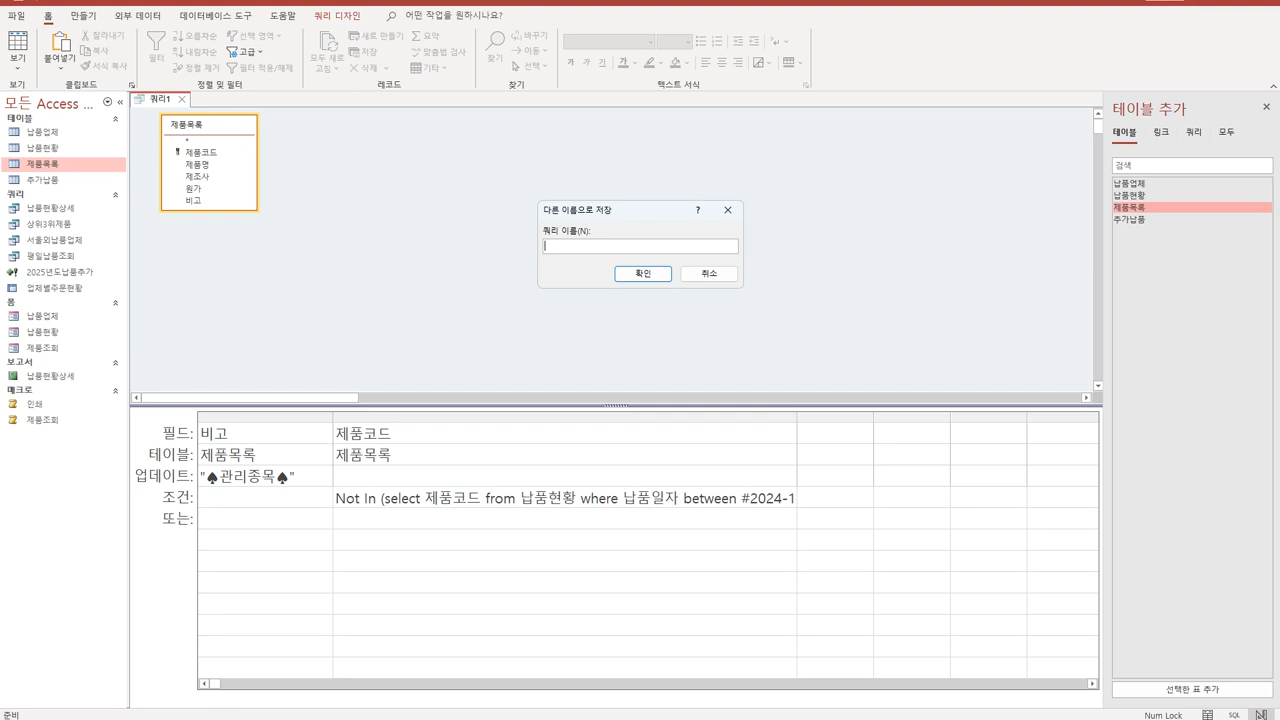 파일 홈 만들기 외부 데이터 데이터베이스 도구 도움말 쿼리 디자인 어떤 작업을 원하시나요?
보기 붙여넣기 잘라내기 복사 서식 복사 필터 오름차순 내림차순 정렬 제거 선택 영역 고급 필터 적용/해제 모두 새로 고침 새로 만들기 저장 삭제 요약 맞춤법 검사 기타 찾기 바꾸기 이동 선택 가 가 가 가
보기 클립보드 정렬 및 필터 레코드 찾기 텍스트 서식
모든 Access ...
테이블
납품업체
납품현황
제품목록
추가납품
쿼리
납품현황상세
상위3위제품
서울외납품업체
평일납품조회
2025년도납품추가
업체별주문현황
폼
납품업체
납품현황
제품조회
보고서
납품현황상세
매크로
인쇄
제품조회
쿼리1
제품목록
*
제품코드
제품명
제조사
원가
비고
다른 이름으로 저장 ?
쿼리 이름(N):
확인 취소
필드: 비고 제품코드
테이블: 제품목록 제품목록
업데이트: "♠관리종목♠"
조건: Not In (select 제품코드 from 납품현황 where 납품일자 between #2024-1
또는:
테이블 추가
테이블 링크 쿼리 모두
검색
납품업체
납품현황
제품목록
추가납품
선택한 표 추가
준비 Num Lock SQL